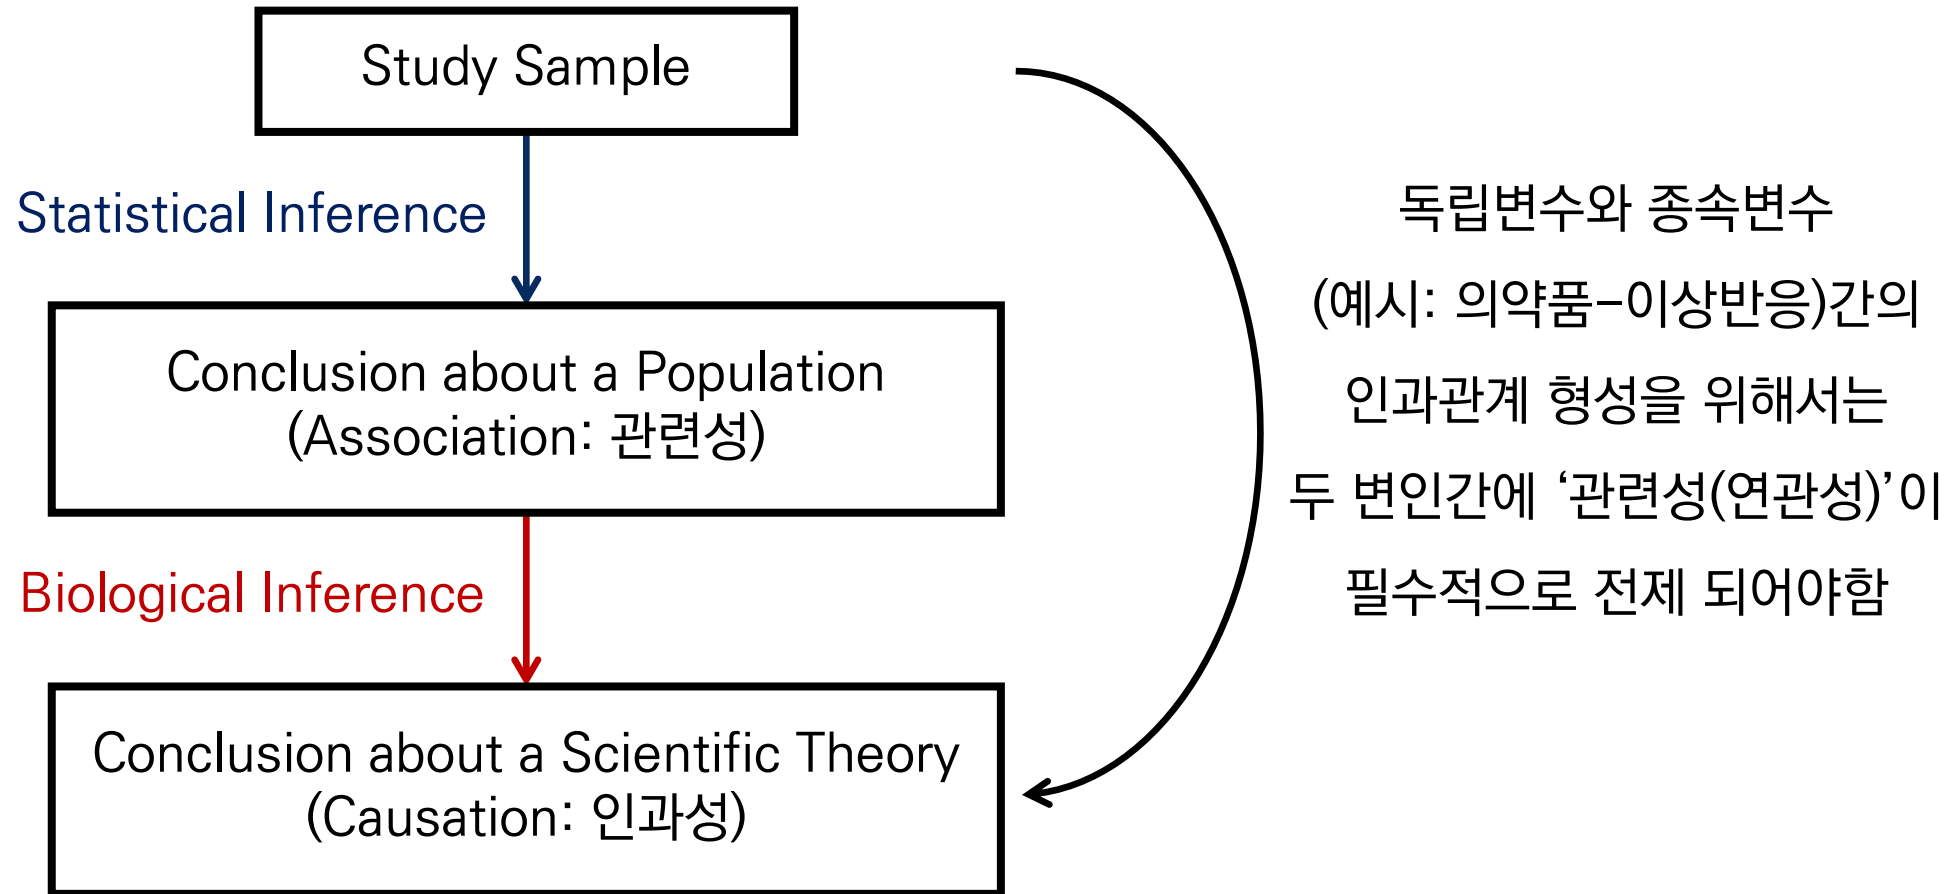 Study Sample
Statistical Inference
Conclusion about a Population
(Association: 관련성)
Biological Inference
Conclusion about a Scientific Theory
(Causation: 인과성)
독립변수와 종속변수
(예시: 의약품-이상반응)간의
인과관계 형성을 위해서는
두 변인간에 ‘관련성(연관성)’이
필수적으로 전제 되어야함